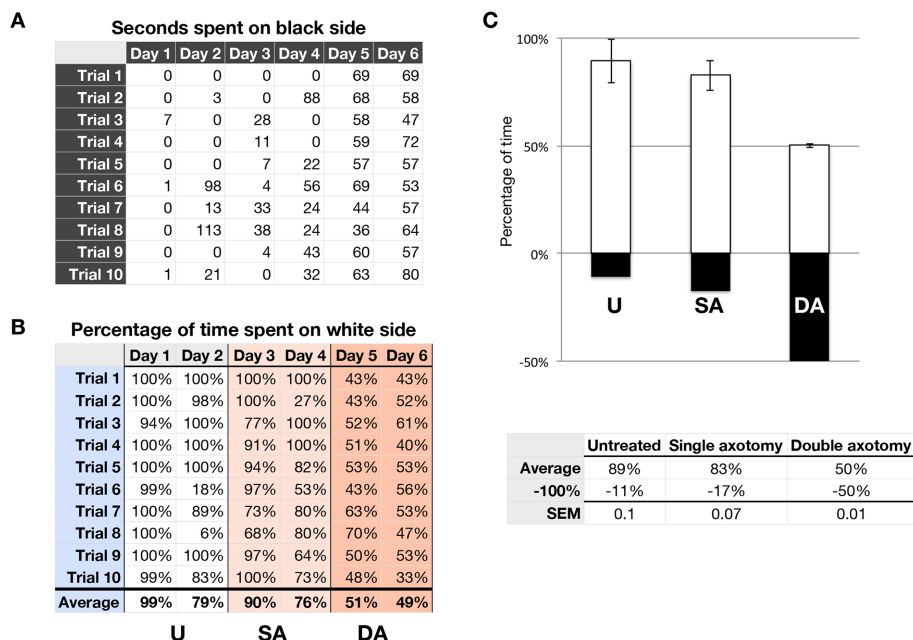 A
Seconds spent on black side
Day 1 Day 2 Day 3 Day 4 Day 5 Day 6
Trial 1 0 0 0 0 69 69
Trial 2 0 3 0 88 68 58
Trial 3 7 0 28 0 58 47
Trial 4 0 0 11 0 59 72
Trial 5 0 0 7 22 57 57
Trial 6 1 98 4 56 69 53
Trial 7 0 13 33 24 44 57
Trial 8 0 113 38 24 36 64
Trial 9 0 0 4 43 60 57
Trial 10 1 21 0 32 63 80
B
Percentage of time spent on white side
Day 1 Day 2 Day 3 Day 4 Day 5 Day 6
Trial 1 100% 100% 100% 100% 43% 43%
Trial 2 100% 98% 100% 27% 43% 52%
Trial 3 94% 100% 77% 100% 52% 61%
Trial 4 100% 100% 91% 100% 51% 40%
Trial 5 100% 100% 94% 82% 53% 53%
Trial 6 99% 18% 97% 53% 43% 56%
Trial 7 100% 89% 73% 80% 63% 53%
Trial 8 100% 6% 68% 80% 70% 47%
Trial 9 100% 100% 97% 64% 50% 53%
Trial 10 99% 83% 100% 73% 48% 33%
Average 99% 79% 90% 76% 51% 49%
U SA DA
C
Percentage of time
100%
50%
0%
-50%
U SA DA
Untreated Single axotomy Double axotomy
Average 89% 83% 50%
-100% -11% -17% -50%
SEM 0.1 0.07 0.01